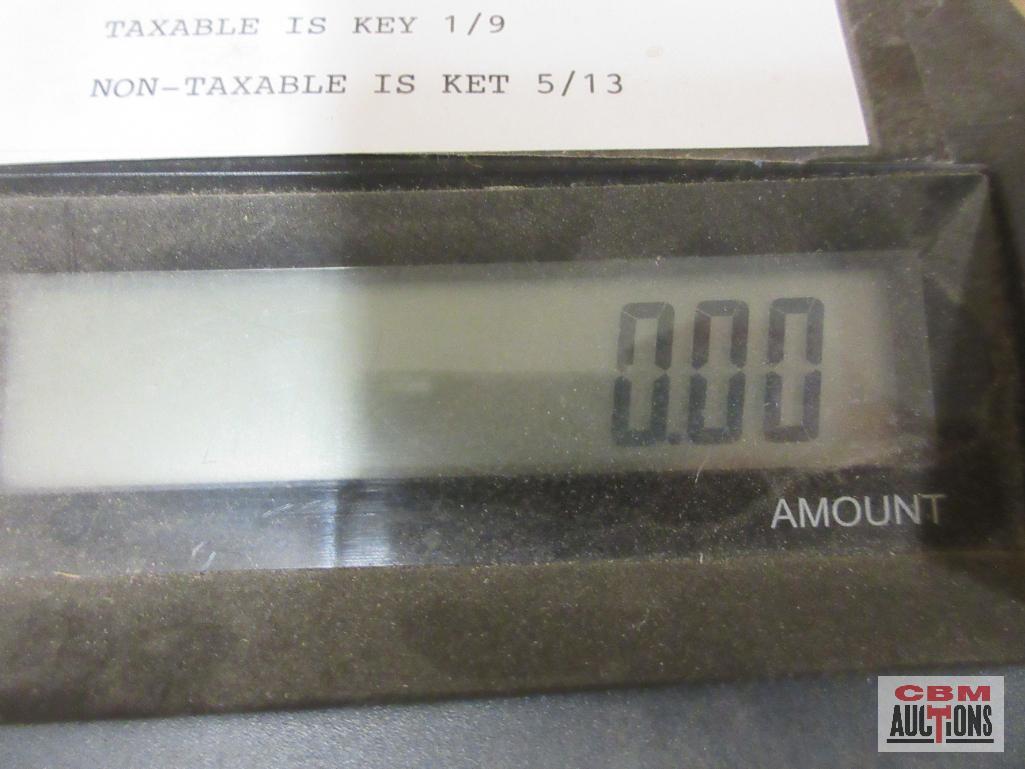 TAXABLE IS KEY 1/9
NON-TAXABLE IS KET 5/13
0.00
AMOUNT
CBM
AUCTIONS